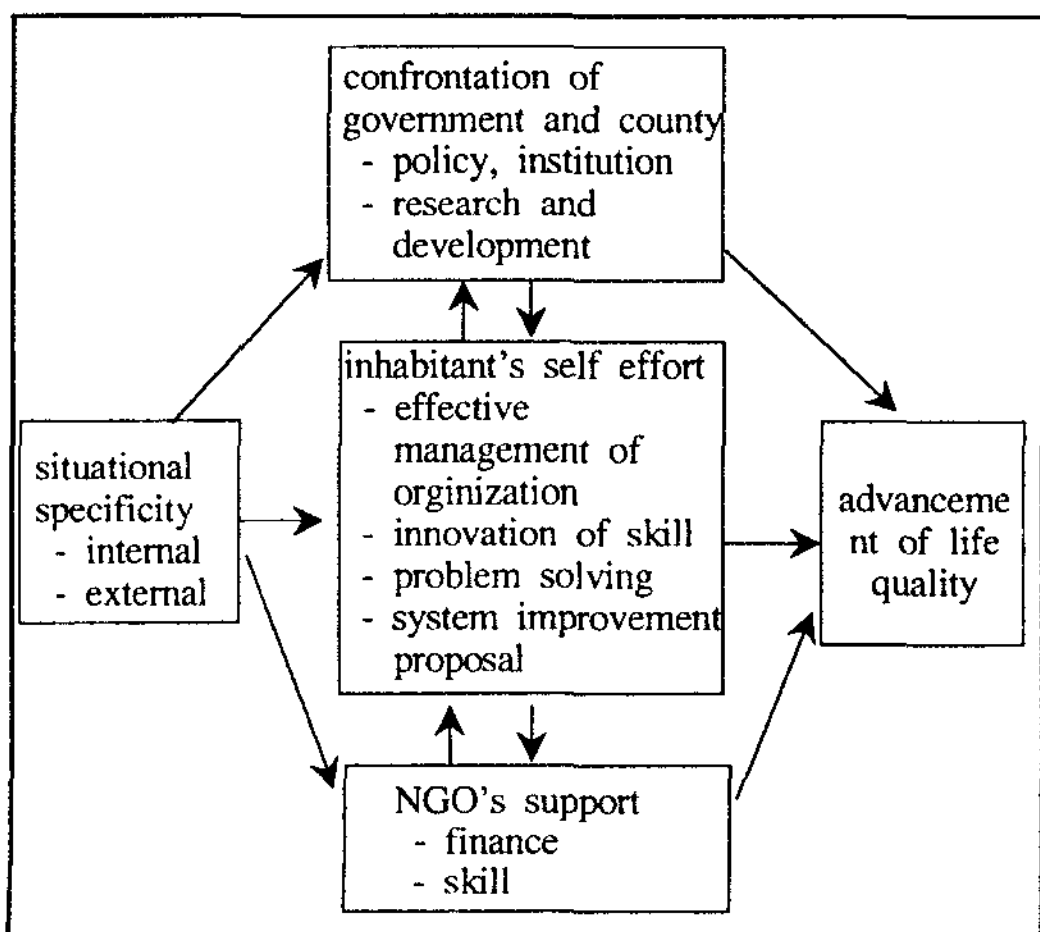 confrontation of
government and county
- policy, institution
- research and
development
inhabitant's self effort
- effective
management of
orginization
- innovation of skill
- problem solving
- system improvement
proposal
situational
specificity
- internal
- external
advanceme
nt of life
quality
NGO's support
- finance
- skill